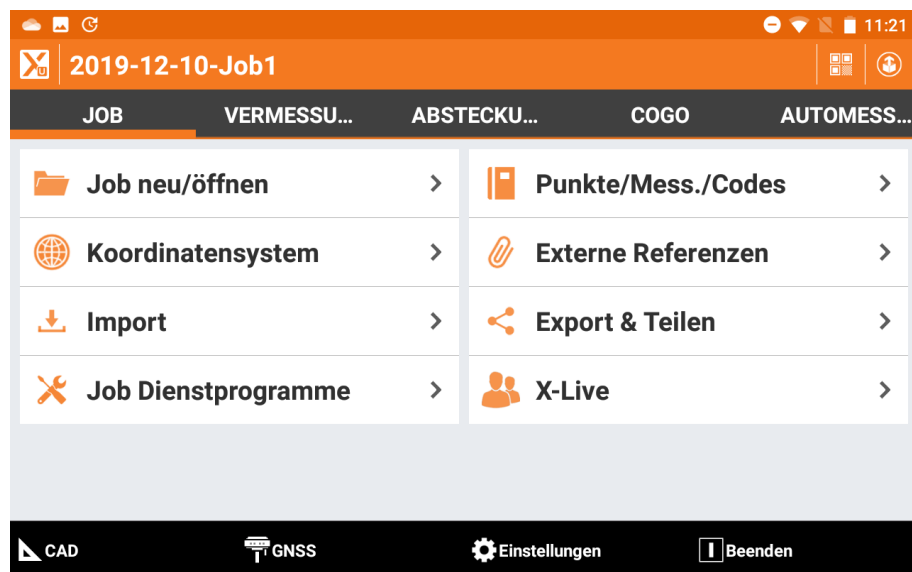 11:21
Xu 2019-12-10-Job1
JOB VERMESSU... ABSTECKU... COGO AUTOMESS...
Job neu/öffnen Punkte/Mess./Codes
Koordinatensystem Externe Referenzen
Import Export & Teilen
Job Dienstprogramme X-Live
CAD GNSS Einstellungen Beenden